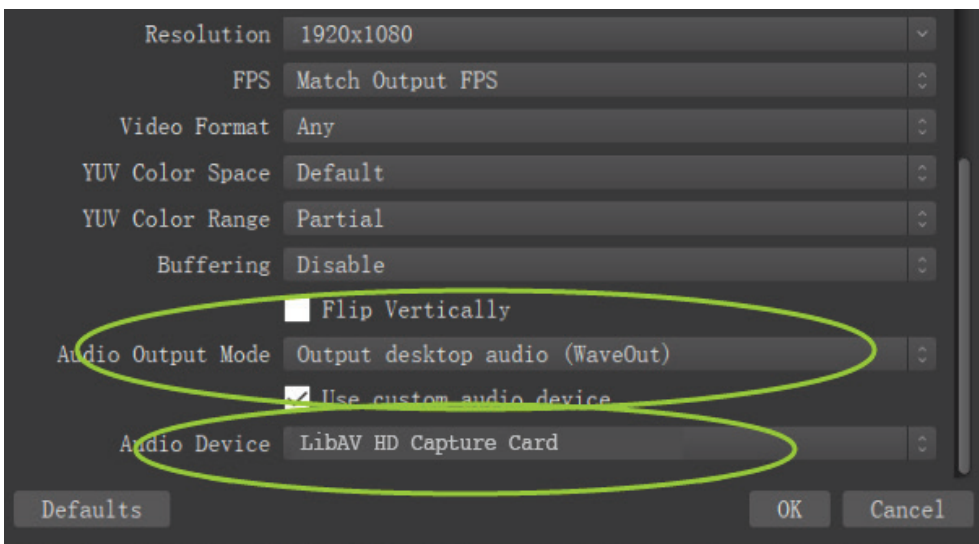 Resolution 1920x1080
FPS Match Output FPS
Video Format Any
YUV Color Space Default
YUV Color Range Partial
Buffering Disable
Flip Vertically
Audio Output Mode Output desktop audio (WaveOut)
Use custom audio device
Audio Device LibAV HD Capture Card
Defaults OK Cancel